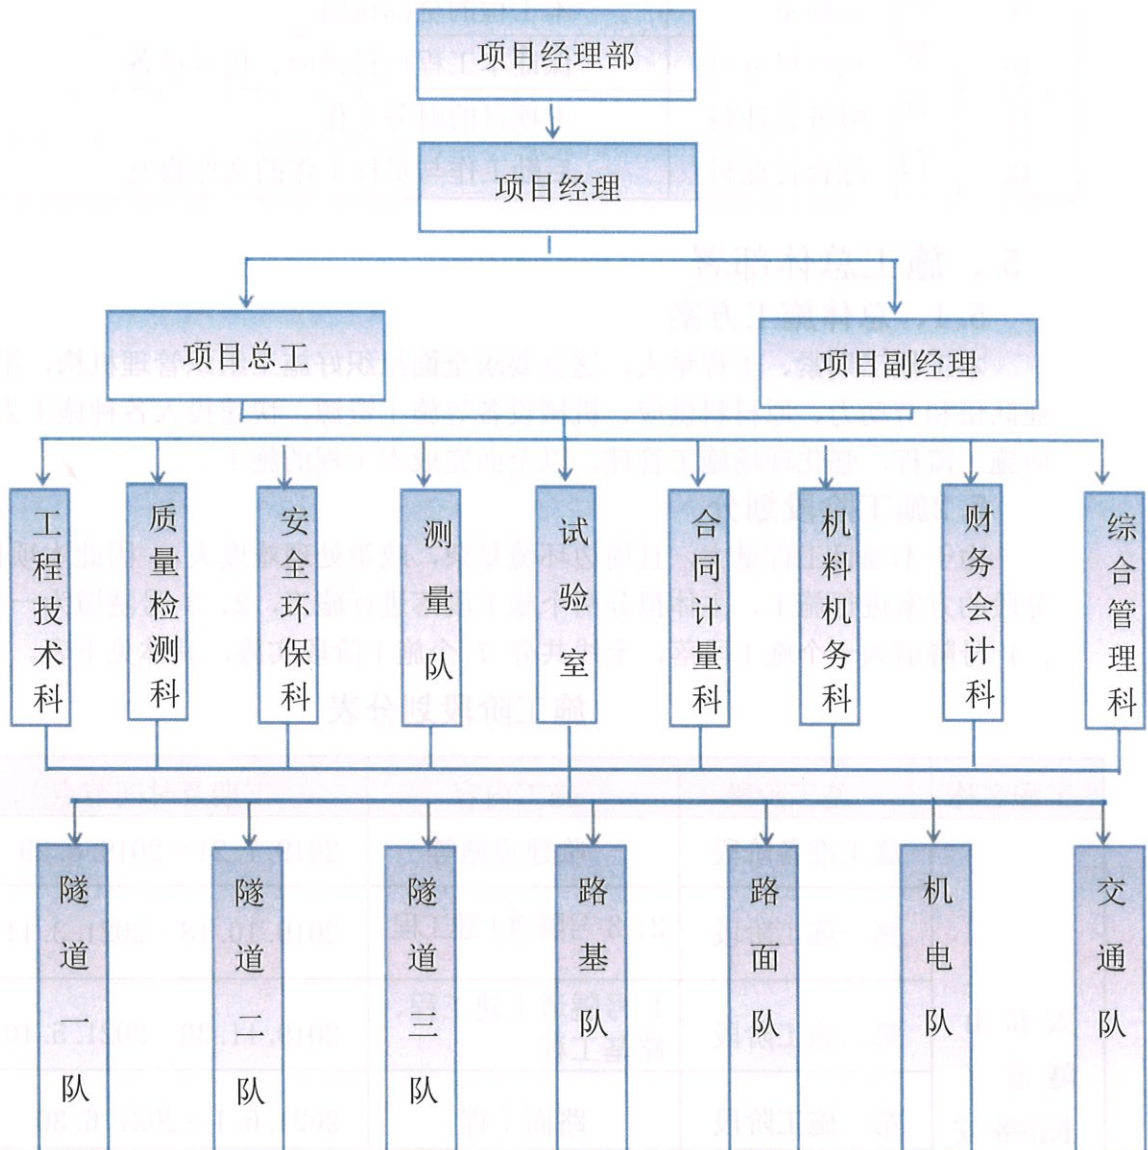 项目经理部
项目经理
项目总工
项目副经理
工程技术科
质量检测科
安全环保科
测量队
试验室
合同计量科
机料机务科
财务会计科
综合管理科
隧道一队
隧道二队
隧道三队
路基队
路面队
机电队
交通队